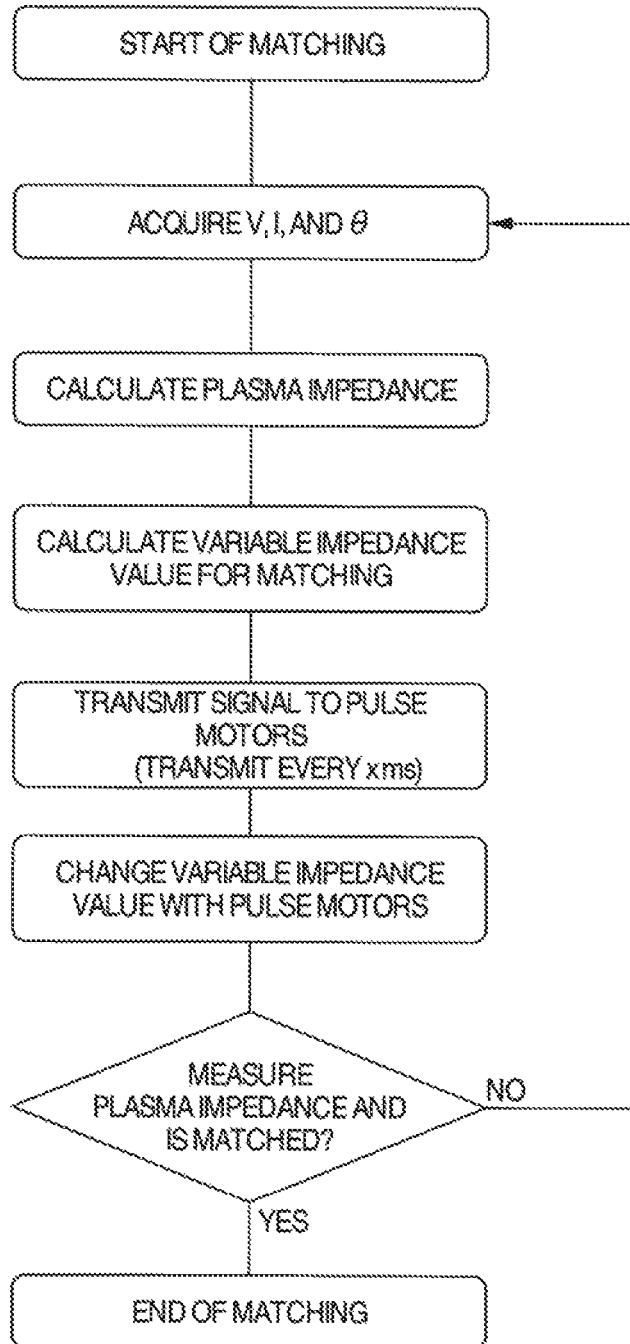 START OF MATCHING
ACQUIRE V, I, AND θ
CALCULATE PLASMA IMPEDANCE
CALCULATE VARIABLE IMPEDANCE
VALUE FOR MATCHING
TRANSMIT SIGNAL TO PULSE
MOTORS
(TRANSMIT EVERY x ms)
CHANGE VARIABLE IMPEDANCE
VALUE WITH PULSE MOTORS
MEASURE
PLASMA IMPEDANCE AND
IS MATCHED?
NO
YES
END OF MATCHING